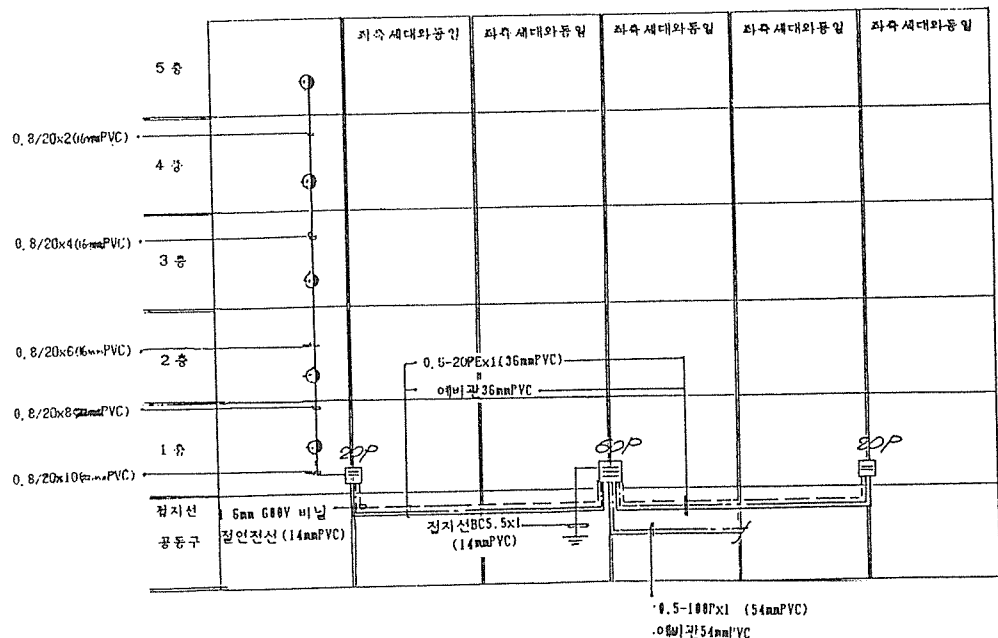 좌측세대와동일
좌측세대와동일
좌측세대와동일
좌측세대와동일
좌측세대와동일
5 층
0.8/20x2(16mmPVC)
4 층
0.8/20x4(16mmPVC)
3 층
0.8/20x6(16mmPVC)
2 층
0.5-20PEx1(36mmPVC)
예비관36mmPVC
0.8/20x8
1 층
20P
60P
20P
0.8/20x10
접지선
공동구
6mm 600V 비닐
절연전선(14mmPVC)
접지선BC5.5x1
(14mmPVC)
0.5-100Px1 (54mmPVC)
예비관54mmPVC